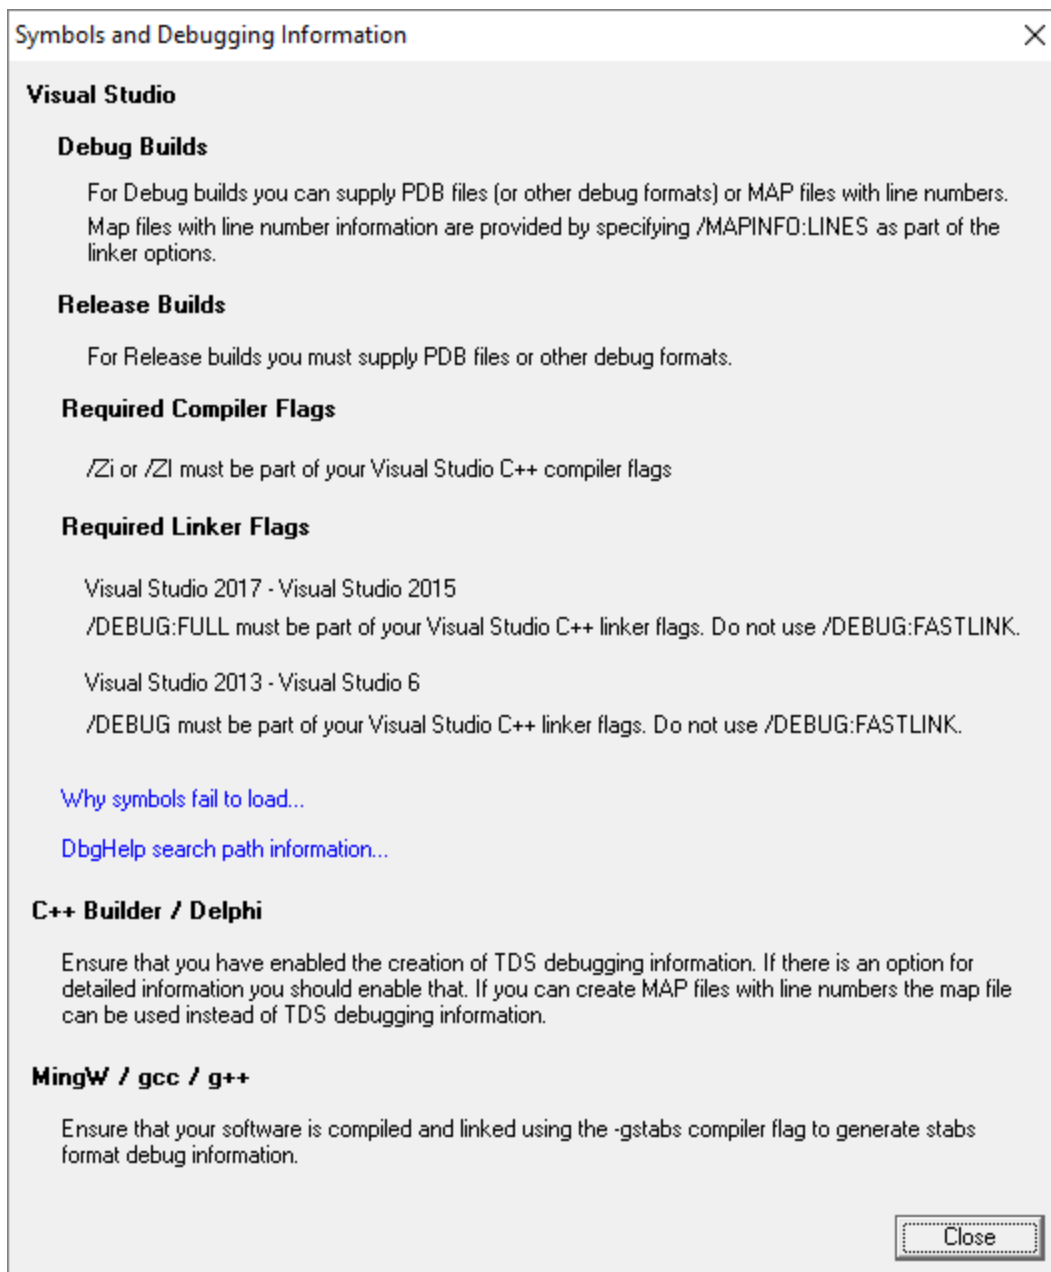 Symbols and Debugging Information
Visual Studio
Debug Builds
For Debug builds you can supply PDB files (or other debug formats) or MAP files with line numbers.
Map files with line number information are provided by specifying /MAPINFO:LINES as part of the
linker options.
Release Builds
For Release builds you must supply PDB files or other debug formats.
Required Compiler Flags
/Zi or /ZI must be part of your Visual Studio C++ compiler flags
Required Linker Flags
Visual Studio 2017 - Visual Studio 2015
/DEBUG:FULL must be part of your Visual Studio C++ linker flags. Do not use /DEBUG:FASTLINK.
Visual Studio 2013 - Visual Studio 6
/DEBUG must be part of your Visual Studio C++ linker flags. Do not use /DEBUG:FASTLINK.
Why symbols fail to load...
DbgHelp search path information...
C++ Builder / Delphi
Ensure that you have enabled the creation of TDS debugging information. If there is an option for
detailed information you should enable that. If you can create MAP files with line numbers the map file
can be used instead of TDS debugging information.
MingW / gcc / g++
Ensure that your software is compiled and linked using the -gstabs compiler flag to generate stabs
format debug information.
Close